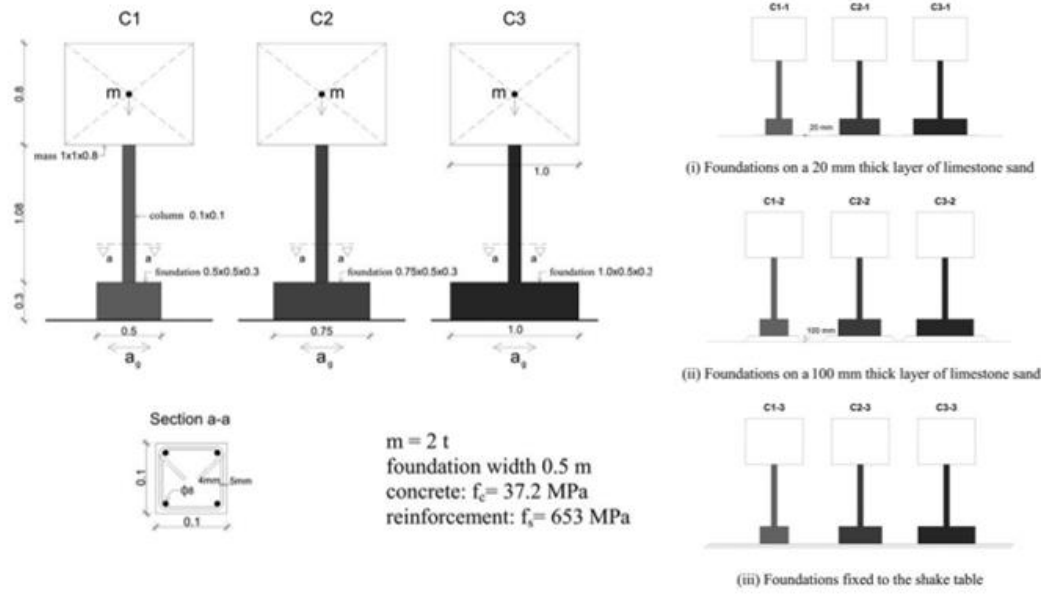 C1
C2
C3
m
m
m
0.8
mass 1x1x0.8
1.0
1.08
column 0.1x0.1
a a
a a
a a
foundation 0.5x0.5x0.3
foundation 0.75x0.5x0.3
foundation 1.0x0.5x0.2
0.3
0.5
0.75
1.0
ag
ag
ag
Section a-a
0.1
4mm
5mm
ϕ8
0.1
m = 2 t
foundation width 0.5 m
concrete: fc= 37.2 MPa
reinforcement: fs= 653 MPa
C1-1
C2-1
C3-1
20 mm
(i) Foundations on a 20 mm thick layer of limestone sand
C1-2
C2-2
C3-2
100 mm
(ii) Foundations on a 100 mm thick layer of limestone sand
C1-3
C2-3
C3-3
(iii) Foundations fixed to the shake table